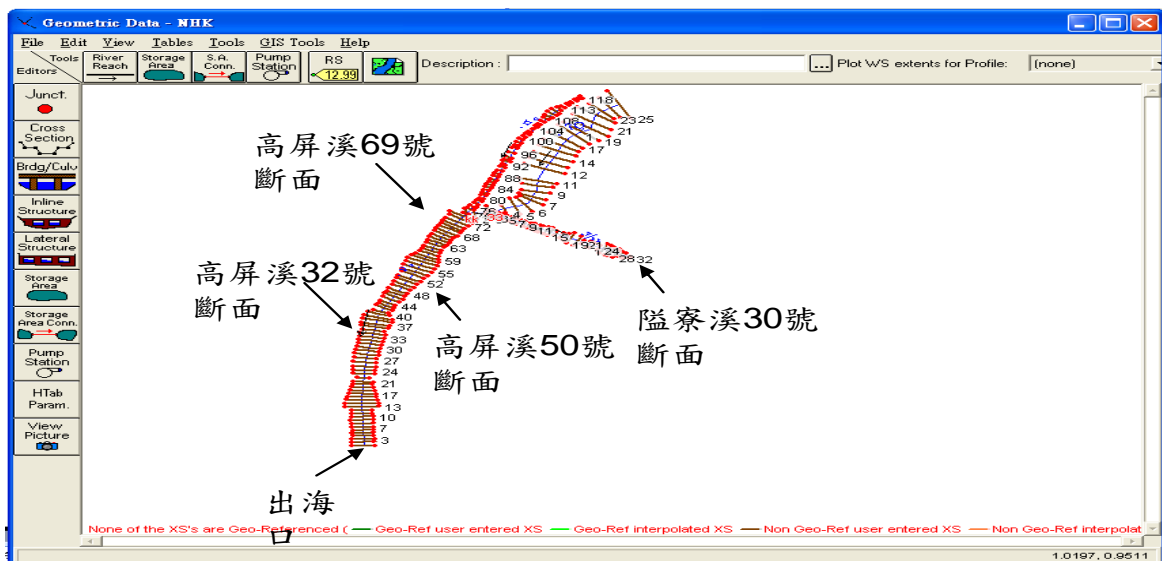 Geometric Data - NHK
File Edit View Tables Tools GIS Tools Help
Tools
Editors
River
Reach
Storage
Area
S.A.
Conn.
Pump
Station
RS
12.99
Description :
...
Plot WS extents for Profile:
(none)
Junct.
Cross
Section
Brdg/Culv
Inline
Structure
Lateral
Structure
Storage
Area
Storage
Area Conn.
Pump
Station
HTab
Param.
View
Picture
高屏溪69號
斷面
高屏溪32號
斷面
高屏溪50號
斷面
隘寮溪30號
斷面
出海
口
118
113
108
104
100
96
92
88
84
80
72
68
63
59
55
52
48
44
40
37
33
30
27
24
21
17
13
10
7
3
23 25
21
19
17
14
12
11
9
7
6
5
28 32
None of the XS's are Geo-Referenced ( Geo-Ref user entered XS Geo-Ref interpolated XS Non Geo-Ref user entered XS Non Geo-Ref interpolat
1.0197, 0.9511